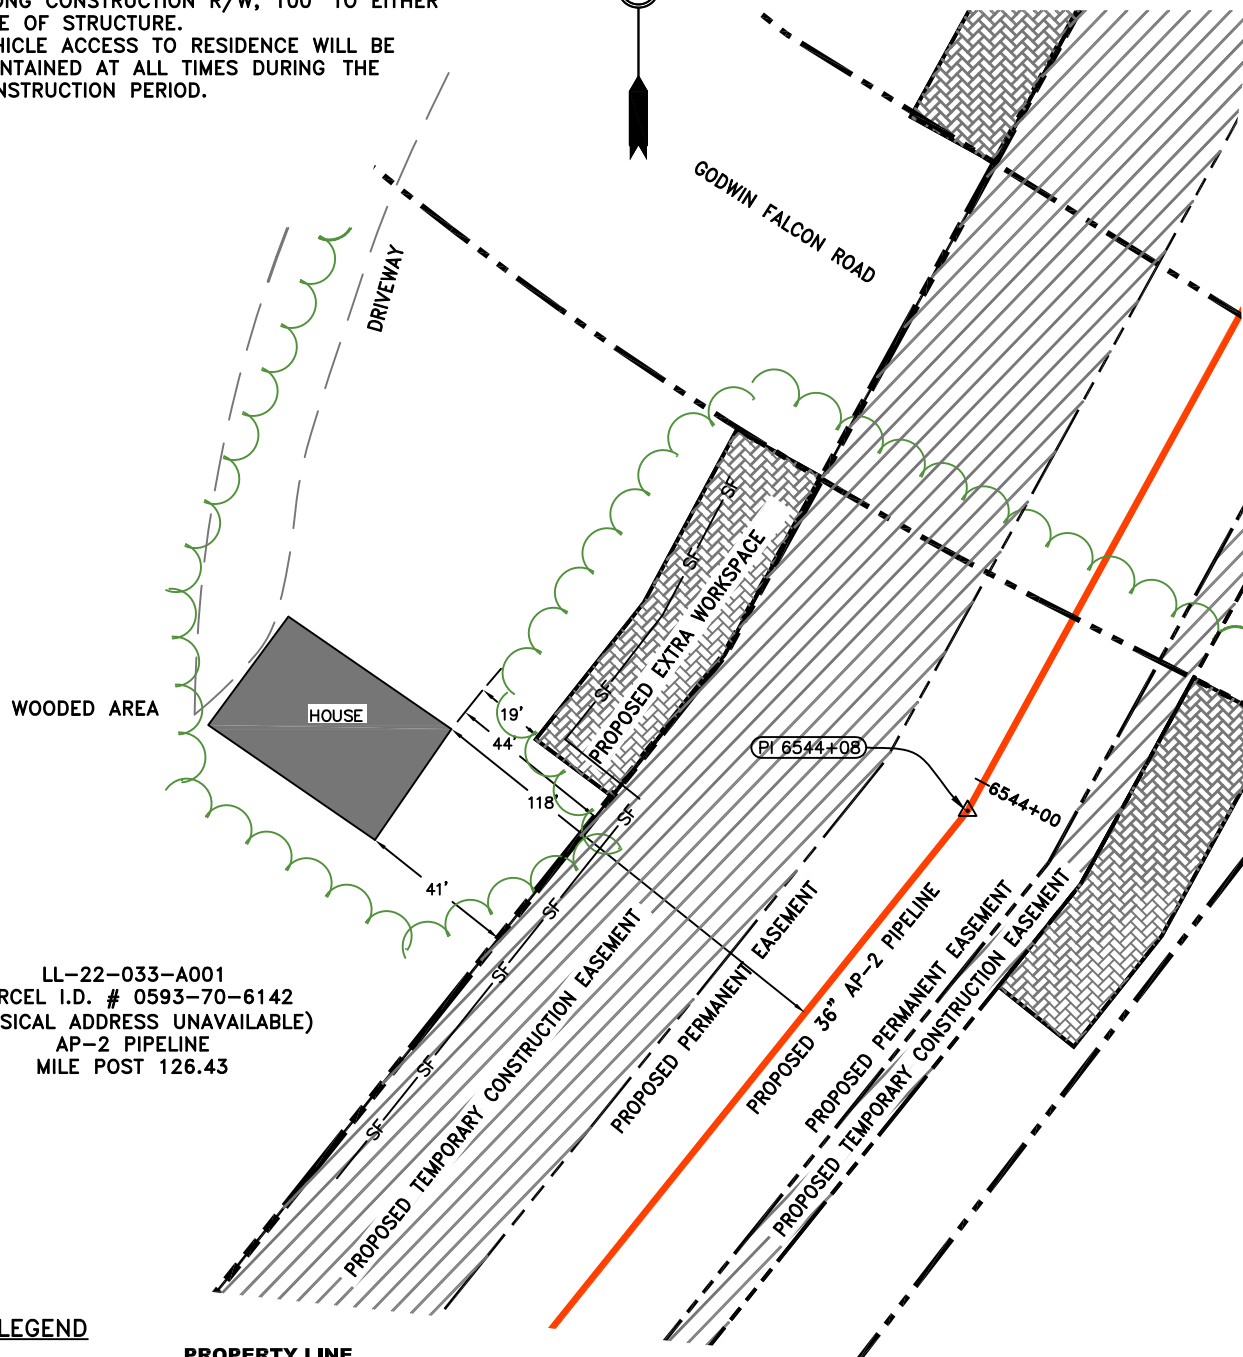 ONG CONSTRUCTION R/W, 100' TO EITHER
E OF STRUCTURE.
HICLE ACCESS TO RESIDENCE WILL BE
NTAINED AT ALL TIMES DURING THE
NSTRUCTION PERIOD.
GODWIN FALCON ROAD
DRIVEWAY
SF
SF
SF
PROPOSED EXTRA WORKSPACE
WOODED AREA
HOUSE
19'
44'
118'
41'
PI 6544+08
6544+00
SF
SF
SF
SF
SF
PROPOSED TEMPORARY CONSTRUCTION EASEMENT
PROPOSED PERMANENT EASEMENT
PROPOSED 36" AP-2 PIPELINE
PROPOSED PERMANENT EASEMENT
PROPOSED TEMPORARY CONSTRUCTION EASEMENT
LL-22-033-A001
RCEL I.D. # 0593-70-6142
SICAL ADDRESS UNAVAILABLE)
AP-2 PIPELINE
MILE POST 126.43
LEGEND
PROPERTY LINE